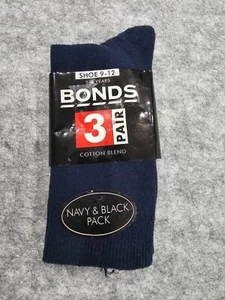 SHOE 9-12
YEARS
BONDS
3 PAIR
COTTON BLEND
NAVY & BLACK
PACK